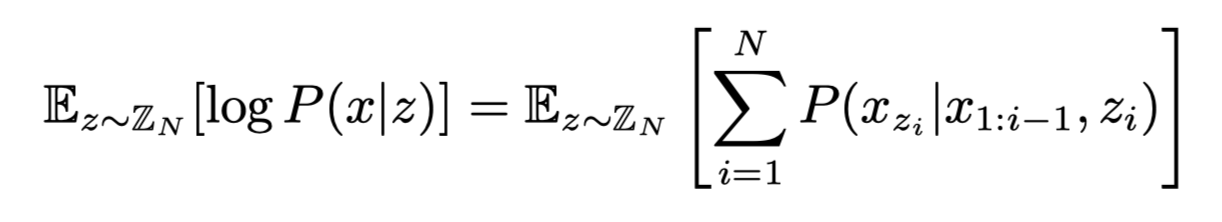 $\mathbb{E}_{z \sim \mathbb{Z}_N}[\log P(x|z)] = \mathbb{E}_{z \sim \mathbb{Z}_N}\left[\sum_{i=1}^{N} P(x_{z_i}|x_{1:i-1}, z_i)\right]$